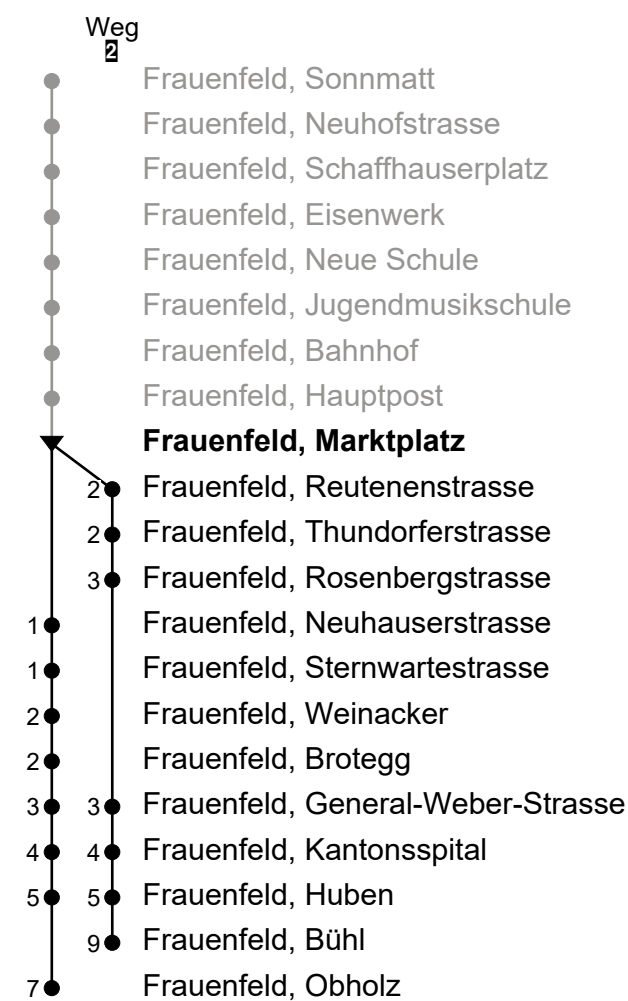 Weg
2
Frauenfeld, Sonnmatt
Frauenfeld, Neuhofstrasse
Frauenfeld, Schaffhauserplatz
Frauenfeld, Eisenwerk
Frauenfeld, Neue Schule
Frauenfeld, Jugendmusikschule
Frauenfeld, Bahnhof
Frauenfeld, Hauptpost
Frauenfeld, Marktplatz
2 Frauenfeld, Reutenenstrasse
2 Frauenfeld, Thundorferstrasse
3 Frauenfeld, Rosenbergstrasse
1 Frauenfeld, Neuhauserstrasse
1 Frauenfeld, Sternwartestrasse
2 Frauenfeld, Weinacker
2 Frauenfeld, Brotegg
3 3 Frauenfeld, General-Weber-Strasse
4 4 Frauenfeld, Kantonsspital
5 5 Frauenfeld, Huben
9 Frauenfeld, Bühl
7 Frauenfeld, Obholz